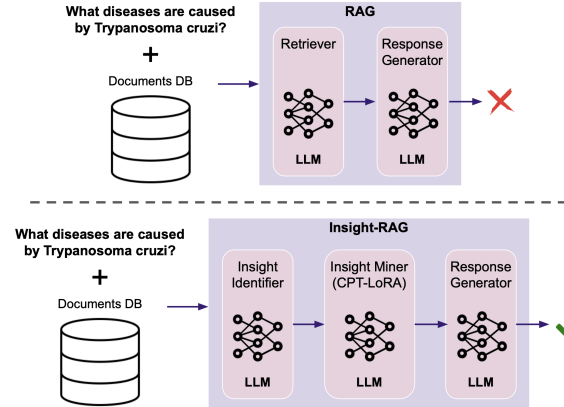 What diseases are caused
by Trypanosoma cruzi?
+
Documents DB
RAG
Retriever
LLM
Response
Generator
LLM
What diseases are caused
by Trypanosoma cruzi?
+
Documents DB
Insight-RAG
Insight
Identifier
LLM
Insight Miner
(CPT-LoRA)
LLM
Response
Generator
LLM